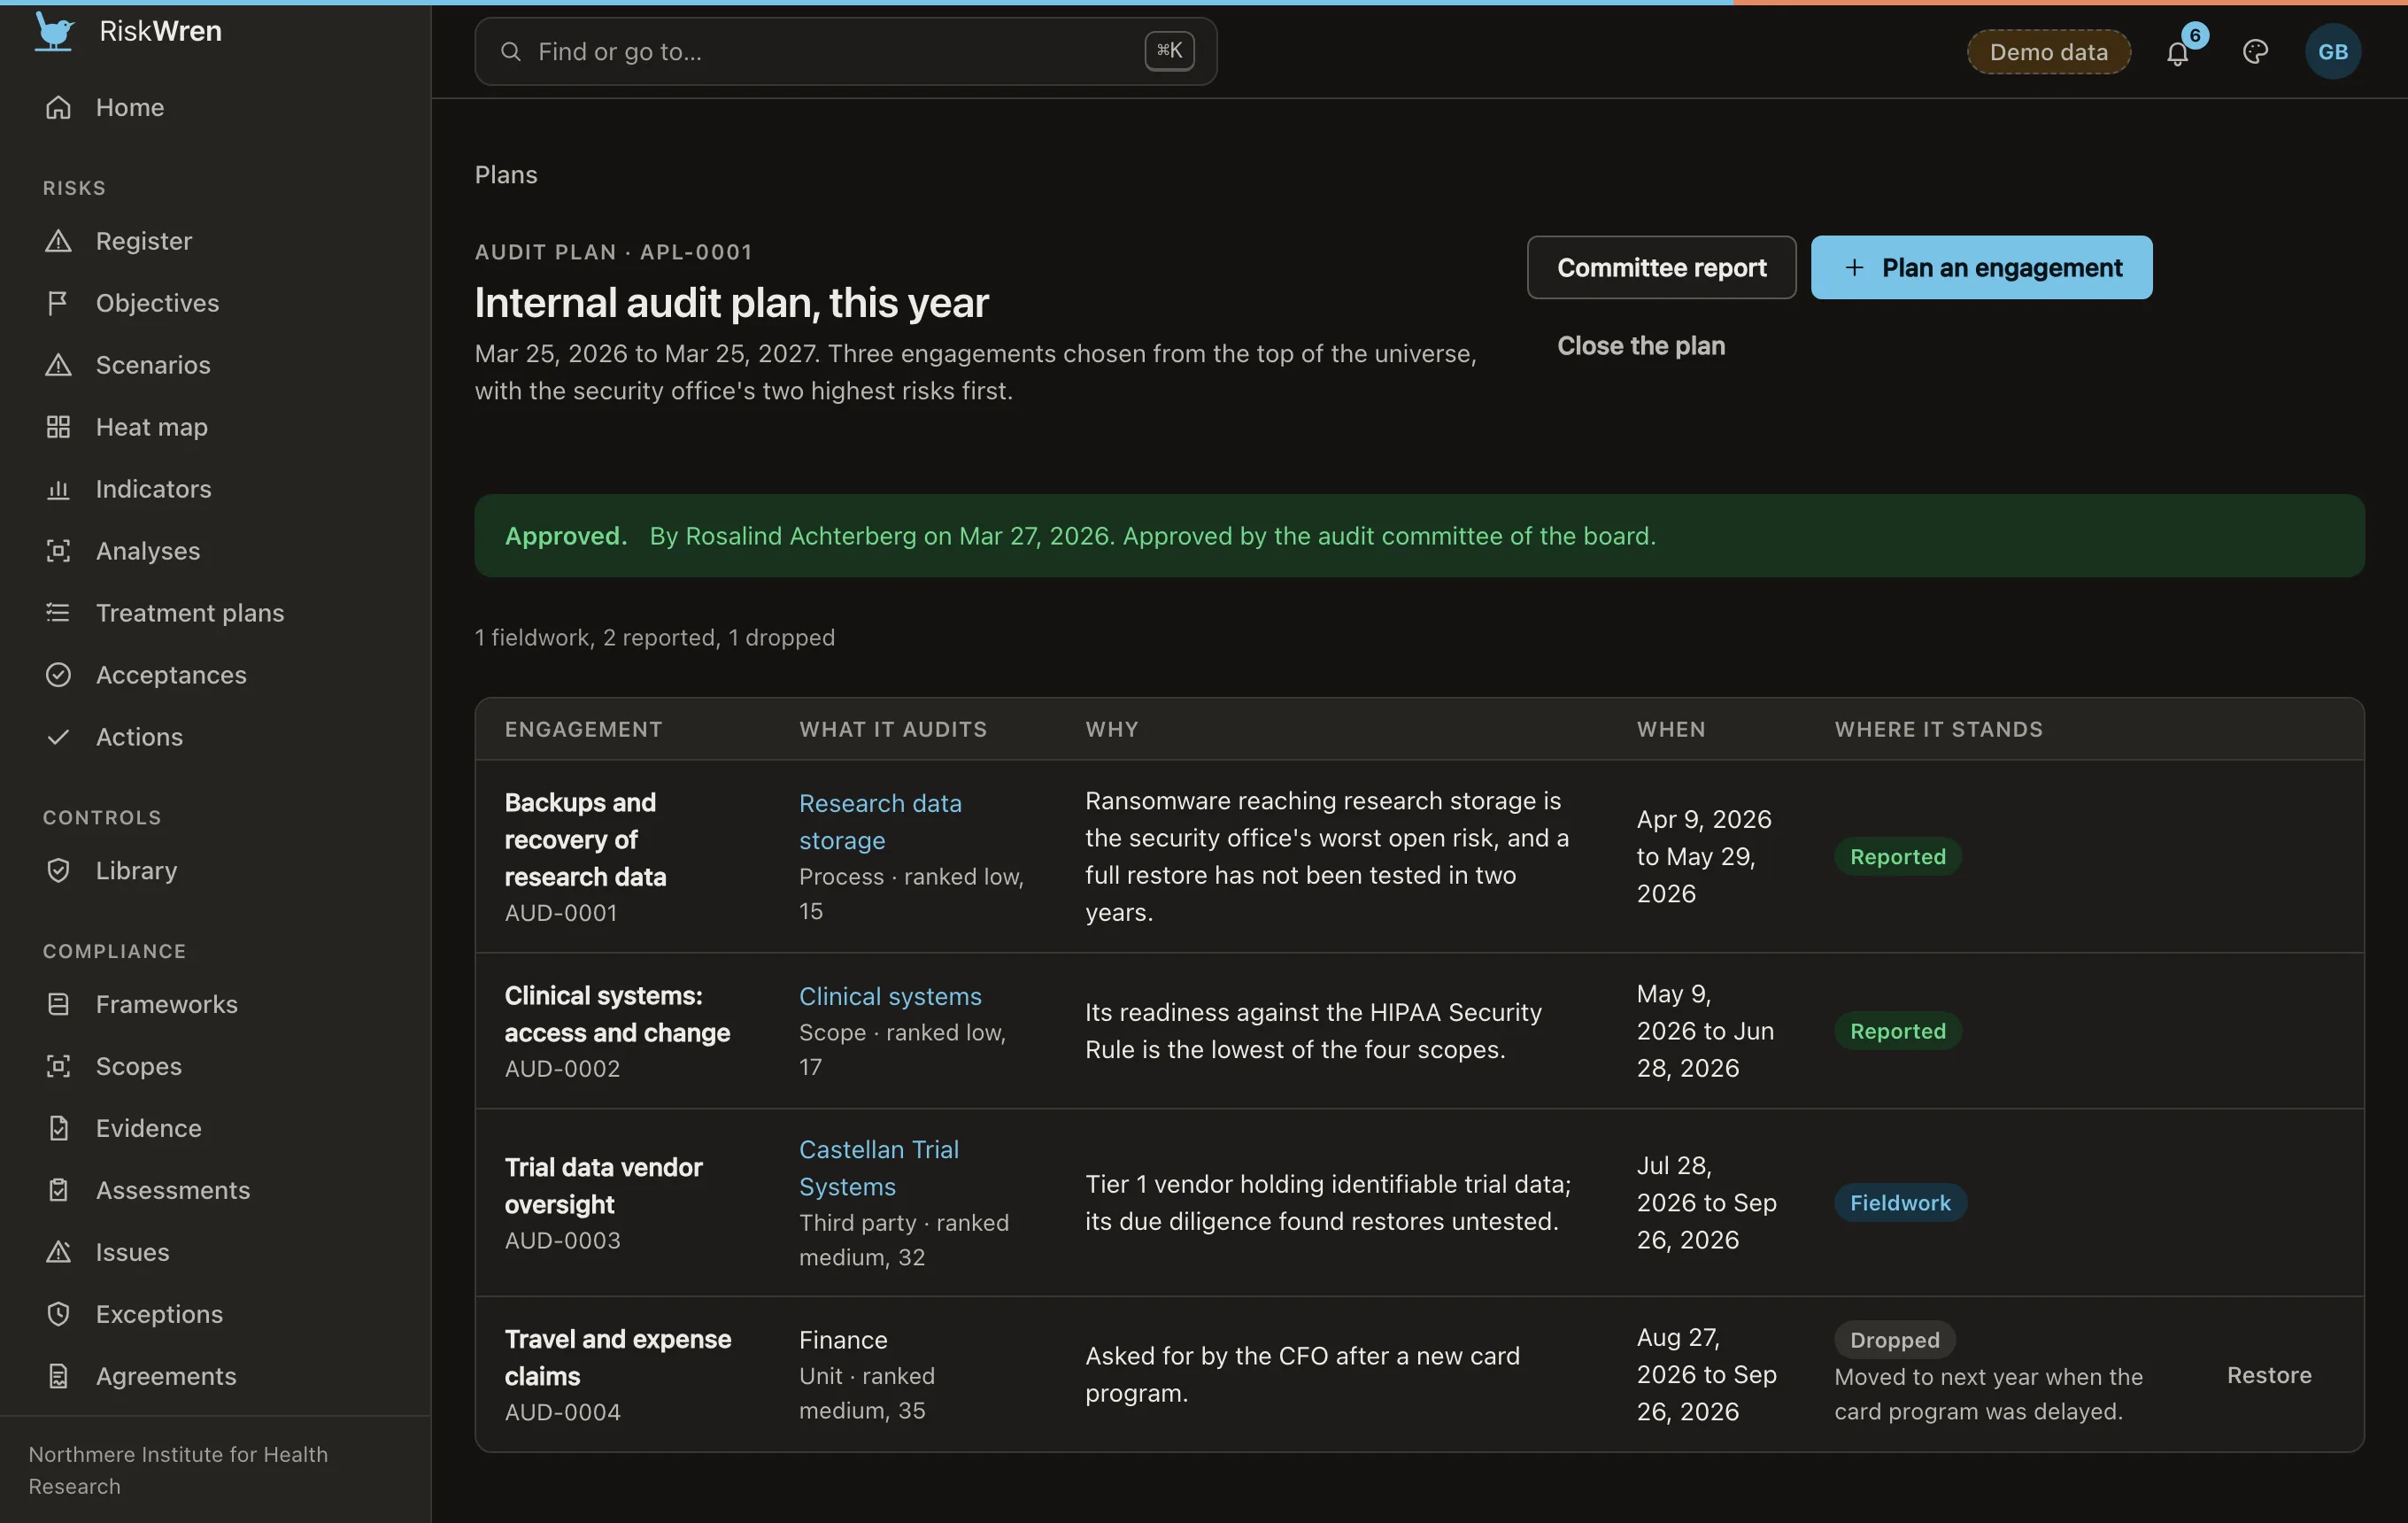 RiskWren
Find or go to...
⌘K
Demo data
6
GB
Home
RISKS
Register
Objectives
Scenarios
Heat map
Indicators
Analyses
Treatment plans
Acceptances
Actions
CONTROLS
Library
COMPLIANCE
Frameworks
Scopes
Evidence
Assessments
Issues
Exceptions
Agreements
Northmere Institute for Health
Research
Plans
AUDIT PLAN · APL-0001
Internal audit plan, this year
Mar 25, 2026 to Mar 25, 2027. Three engagements chosen from the top of the universe,
with the security office's two highest risks first.
Committee report
+ Plan an engagement
Close the plan
Approved. By Rosalind Achterberg on Mar 27, 2026. Approved by the audit committee of the board.
1 fieldwork, 2 reported, 1 dropped
ENGAGEMENT WHAT IT AUDITS WHY WHEN WHERE IT STANDS
Backups and
recovery of
research data
AUD-0001
Research data
storage
Process · ranked low,
15
Ransomware reaching research storage is
the security office's worst open risk, and a
full restore has not been tested in two
years.
Apr 9, 2026
to May 29,
2026
Reported
Clinical systems:
access and change
AUD-0002
Clinical systems
Scope · ranked low,
17
Its readiness against the HIPAA Security
Rule is the lowest of the four scopes.
May 9,
2026 to Jun
28, 2026
Reported
Trial data vendor
oversight
AUD-0003
Castellan Trial
Systems
Third party · ranked
medium, 32
Tier 1 vendor holding identifiable trial data;
its due diligence found restores untested.
Jul 28,
2026 to Sep
26, 2026
Fieldwork
Travel and expense
claims
AUD-0004
Finance
Unit · ranked
medium, 35
Asked for by the CFO after a new card
program.
Aug 27,
2026 to Sep
26, 2026
Dropped
Moved to next year when the
card program was delayed.
Restore